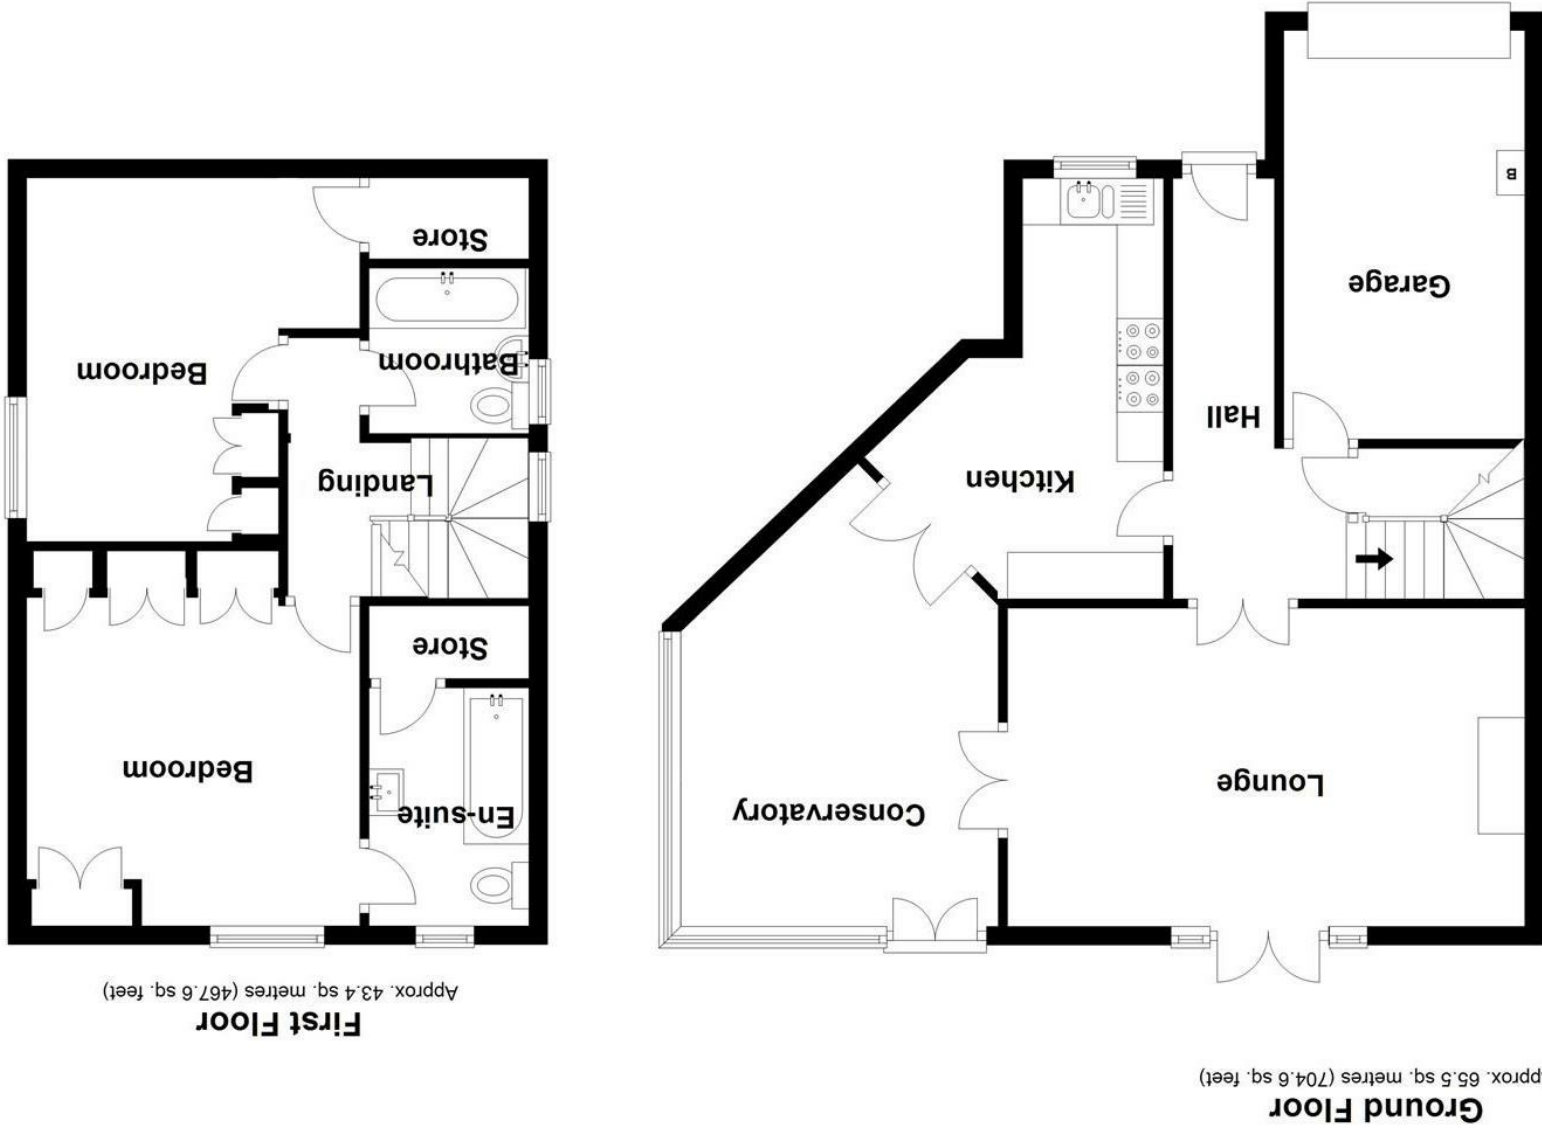 Ground Floor
pprox. 65.5 sq. metres (704.6 sq. feet)
Lounge
Conservatory
Kitchen
Hall
Garage
B
First Floor
Approx. 43.4 sq. metres (467.6 sq. feet)
En-suite
Bedroom
Store
Landing
Bathroom
Bedroom
Store